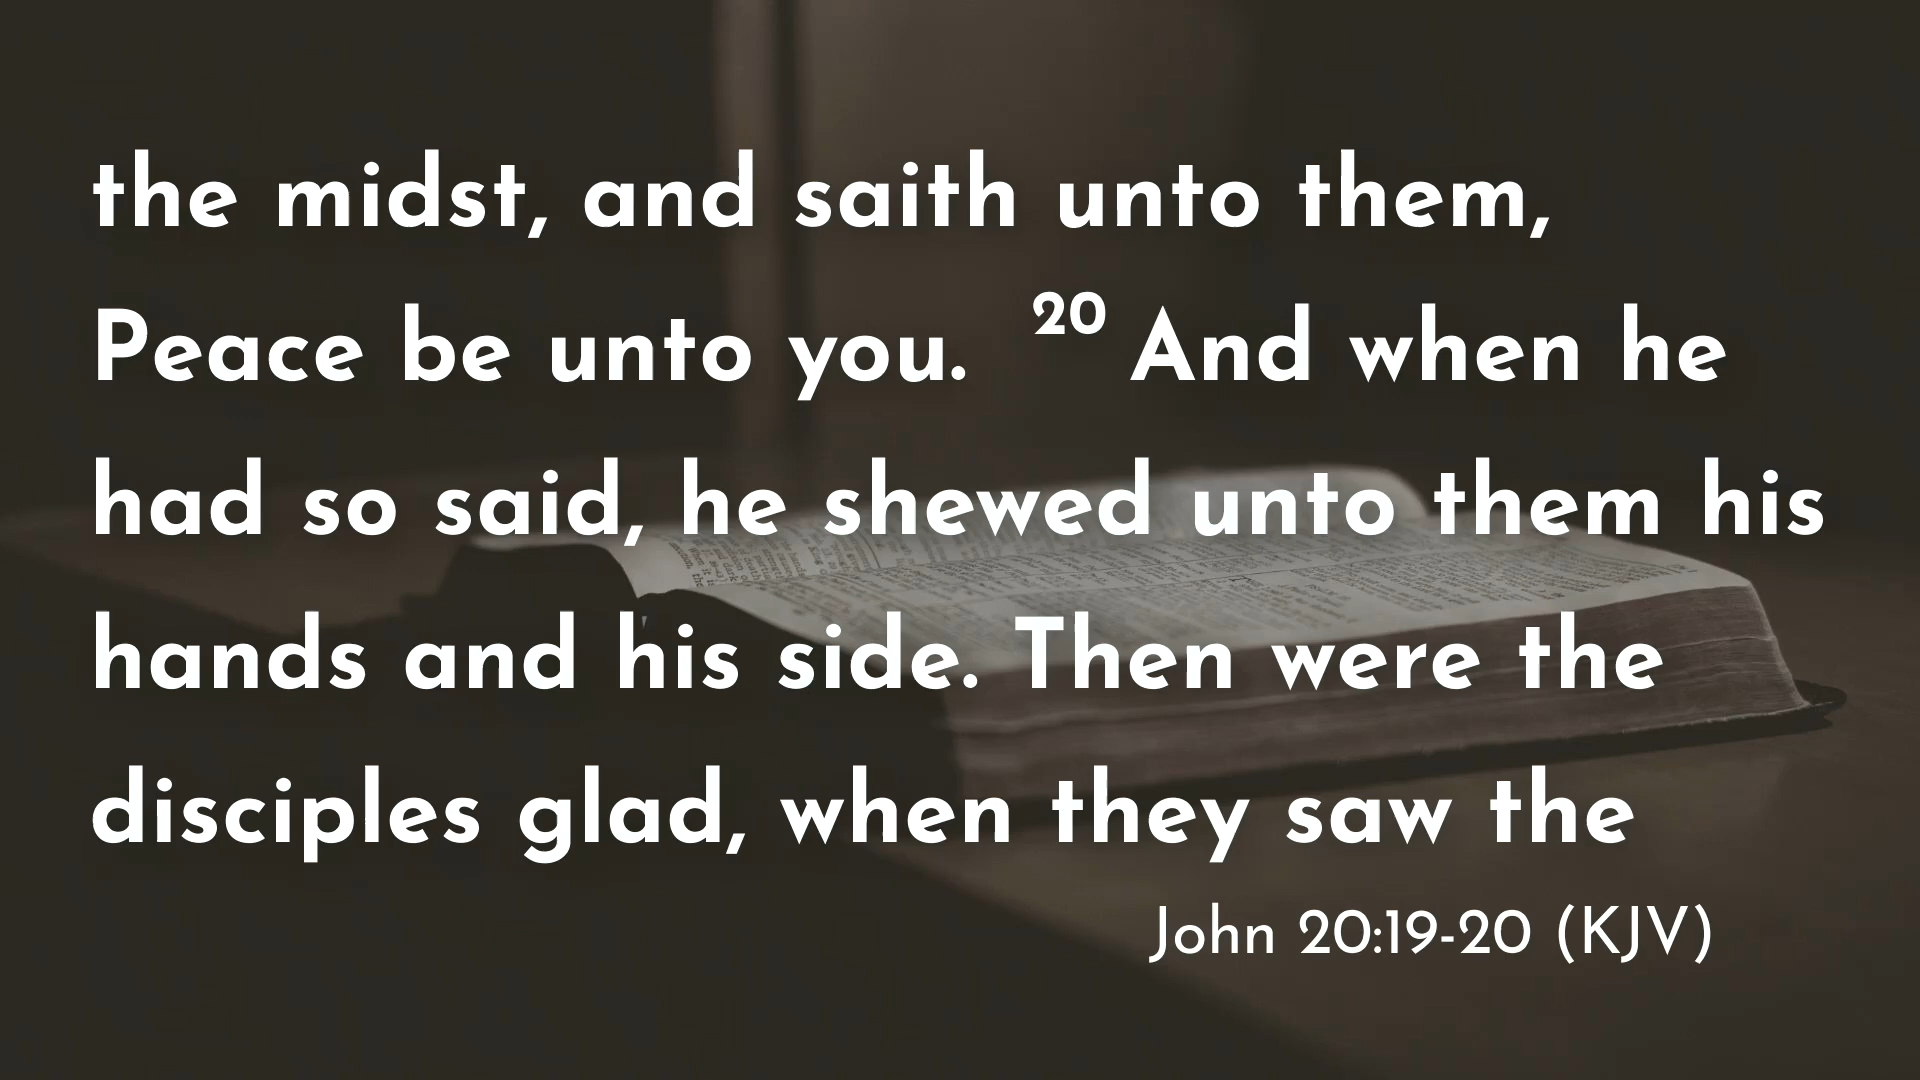 the midst, and saith unto them,
Peace be unto you. 20 And when he
had so said, he shewed unto them his
hands and his side. Then were the
disciples glad, when they saw the
John 20:19-20 (KJV)